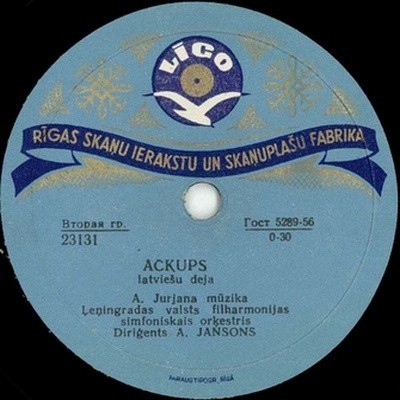 LĪGO
RĪGAS SKAŅU IERAKSTU UN SKAŅUPLAŠU FABRIKA
Вторая гр.
23131
Гост 5289-56
0-30
ACKUPS
latviešu deja
A. Jurjana mūzika
Ļeņingradas valsts filharmonijas
simfoniskais orķestris
Diriģents A. JANSONS